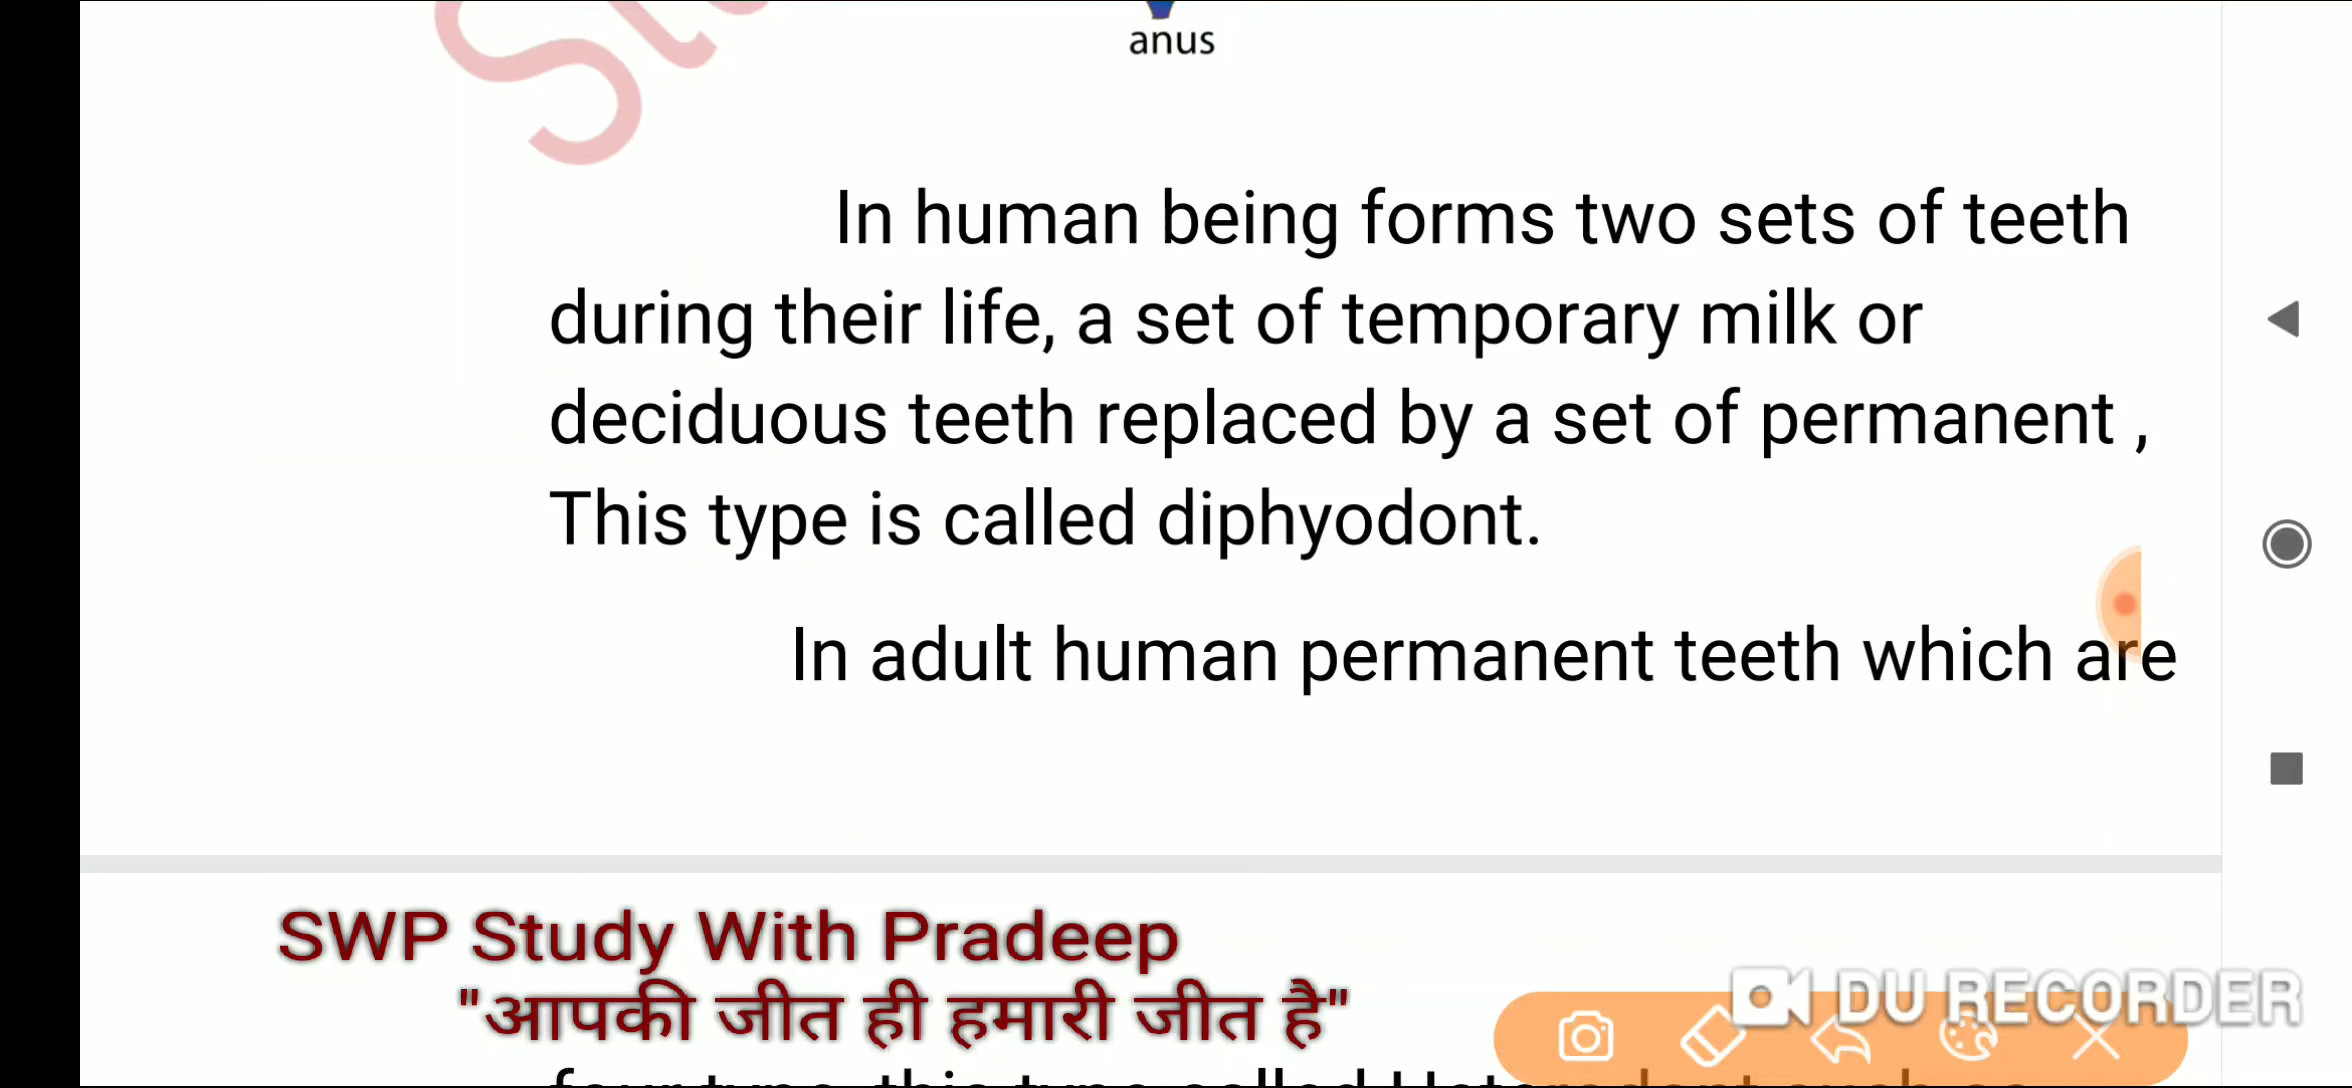 anus
In human being forms two sets of teeth
during their life, a set of temporary milk or
deciduous teeth replaced by a set of permanent ,
This type is called diphyodont.
In adult human permanent teeth which are
SWP Study With Pradeep
"आपकी जीत ही हमारी जीत है"
DU RECORDER